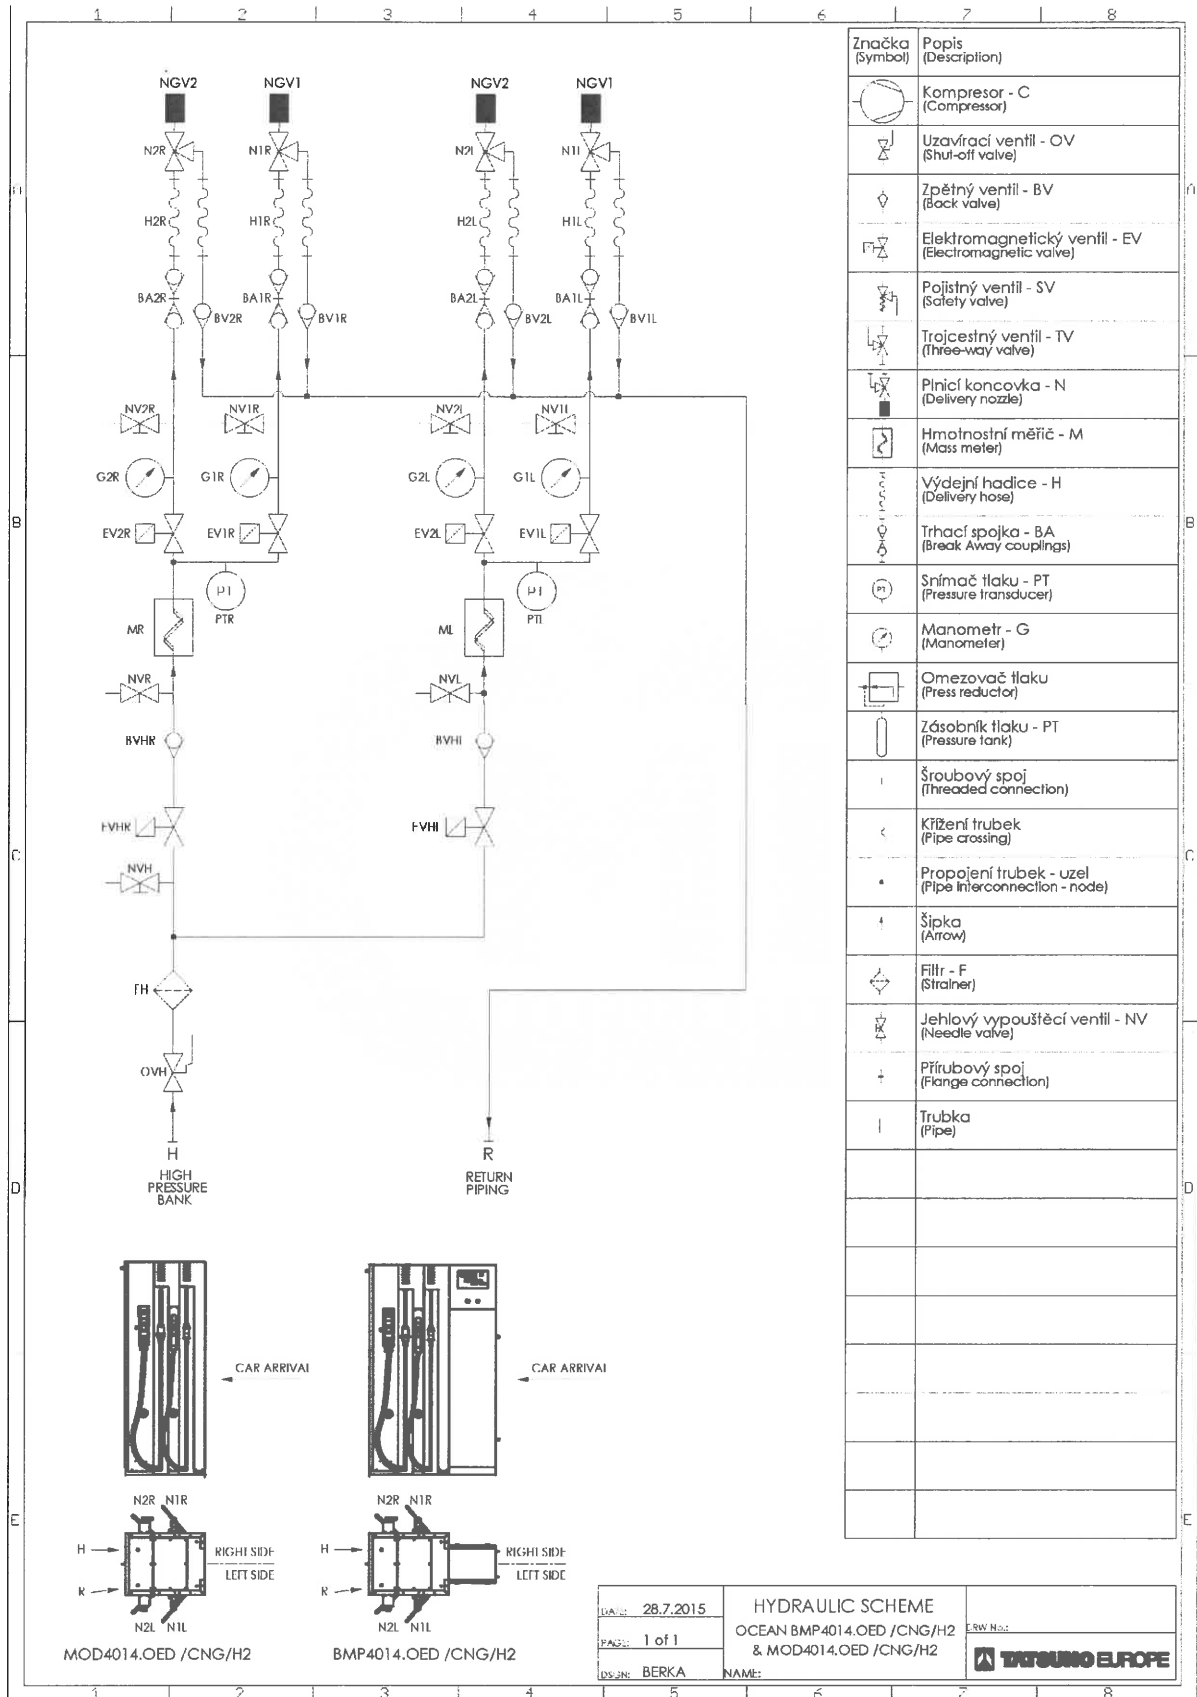 1 2 3 4 5 6 7 8
NGV2 NGV1 NGV2 NGV1
N2R N1R N2L N1L
H2R H1R H2L H1L
BA2R BA1R BA2L BA1L
BV2R BV1R BV2L BV1L
NV2R NV1R NV2L NV1L
G2R G1R G2L G1L
EV2R EV1R EV2L EV1L
PT PT
PTR PTL
MR ML
NVR NVL
BVHR BVHL
EVHR EVHL
NVH
FH
OVH
H R
HIGH
PRESSURE
BANK
RETURN
PIPING
A A
B B
C C
D D
E E
Značka Popis
(Symbol) (Description)
Kompresor - C
(Compressor)
Uzavírací ventil - OV
(Shut-off valve)
Zpětný ventil - BV
(Back valve)
Elektromagnetický ventil - EV
(Electromagnetic valve)
Pojistný ventil - SV
(Safety valve)
Trojcestný ventil - TV
(Three-way valve)
Plnicí koncovka - N
(Delivery nozzle)
Hmotnostní měřič - M
(Mass meter)
Výdejní hadice - H
(Delivery hose)
Trhací spojka - BA
(Break Away couplings)
PT
Snímač tlaku - PT
(Pressure transducer)
Manometr - G
(Manometer)
Omezovač tlaku
(Press reductor)
Zásobník tlaku - PT
(Pressure tank)
Šroubový spoj
(Threaded connection)
Křížení trubek
(Pipe crossing)
Propojení trubek - uzel
(Pipe interconnection - node)
Šipka
(Arrow)
Filtr - F
(Strainer)
Jehlový vypouštěcí ventil - NV
(Needle valve)
Přírubový spoj
(Flange connection)
Trubka
(Pipe)
CAR ARRIVAL CAR ARRIVAL
N2R N1R N2R N1R
H RIGHT SIDE H RIGHT SIDE
R LEFT SIDE R LEFT SIDE
N2L N1L N2L N1L
MOD4014.OED /CNG/H2 BMP4014.OED /CNG/H2
DATE: 28.7.2015
PAGE: 1 of 1
DSGN: BERKA
HYDRAULIC SCHEME
OCEAN BMP4014.OED /CNG/H2
& MOD4014.OED /CNG/H2
NAME:
DRW No.:
TATSUNO EUROPE
1 2 3 4 5 6 7 8